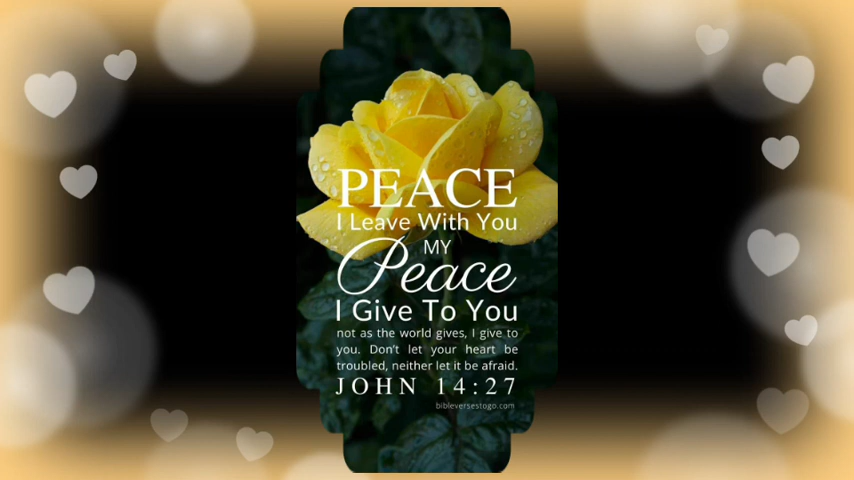 PEACE
I Leave With You
MY
Peace
I Give To You
not as the world gives, I give to
you. Don't let your heart be
troubled, neither let it be afraid.
JOHN 14:27
bibleversestogo.com